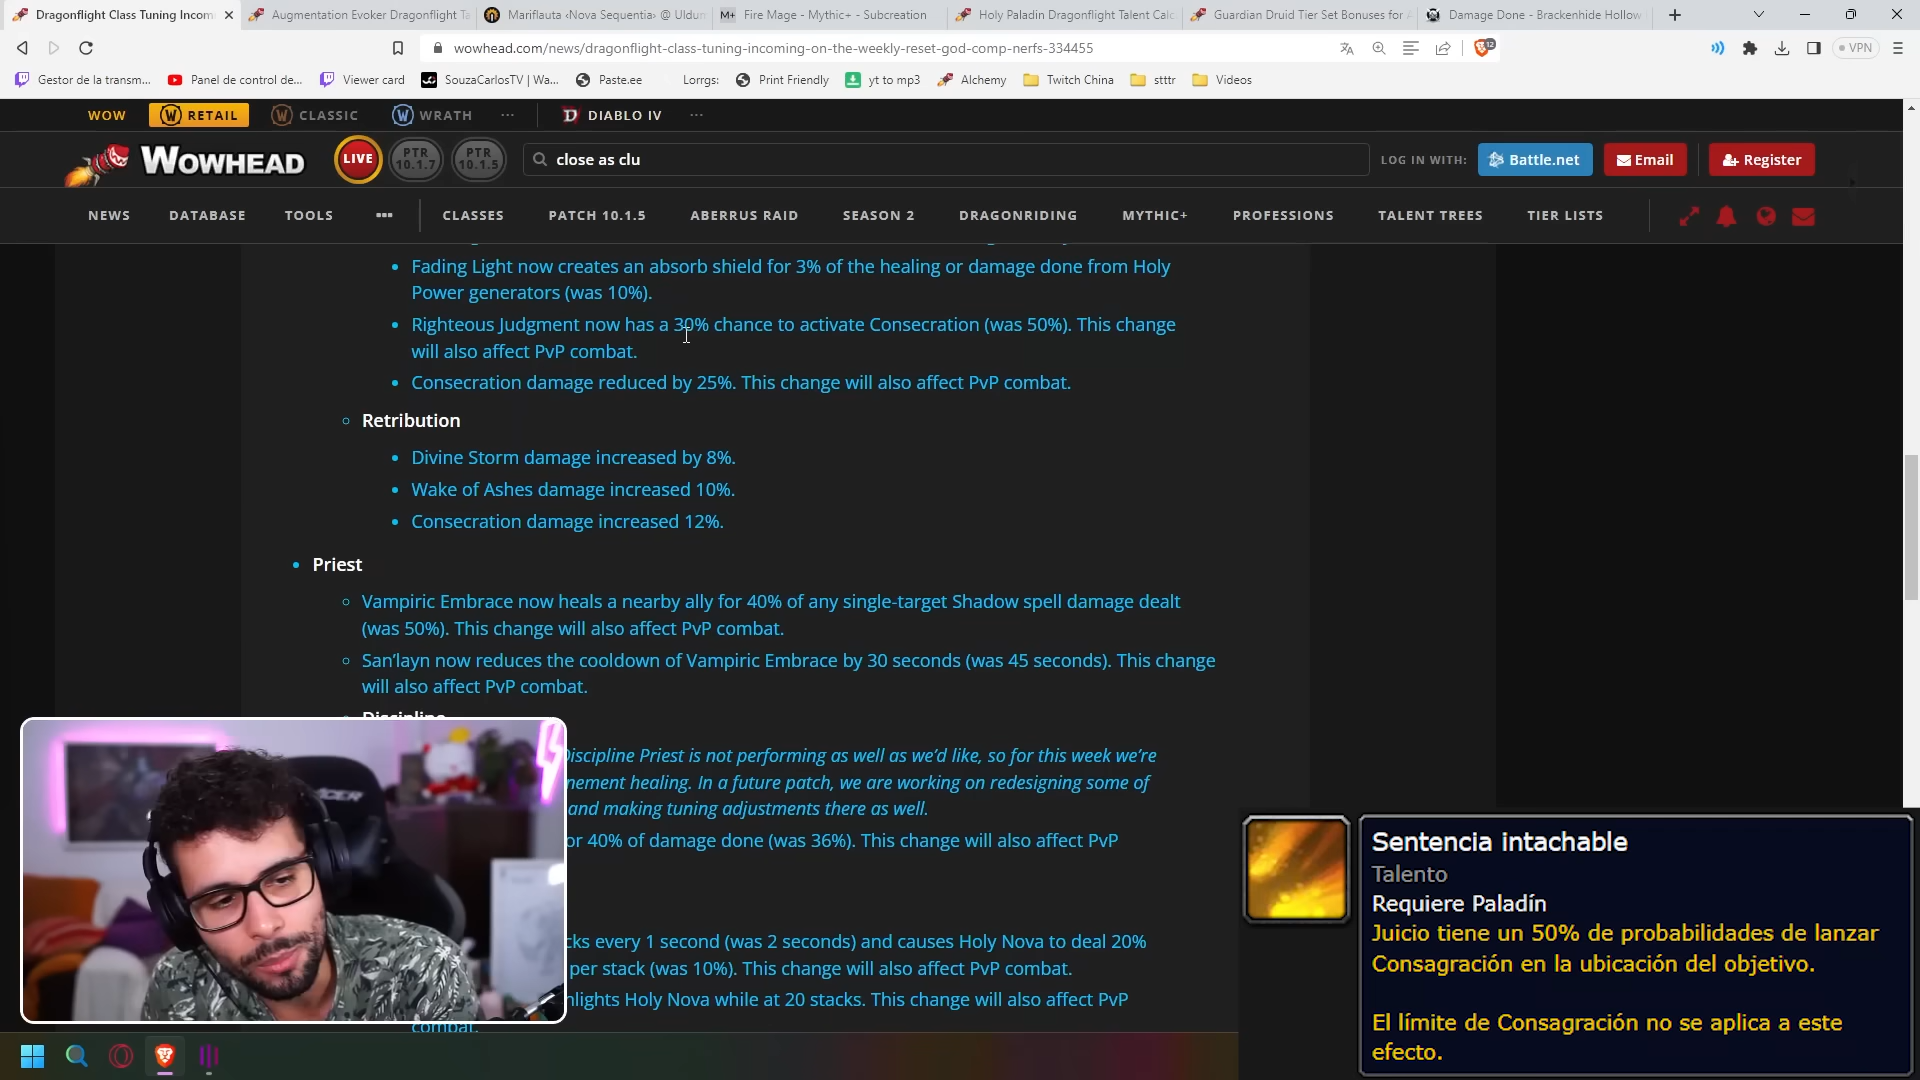 Dragonflight Class Tuning Incom
Augmentation Evoker Dragonflight Ta
Mariflauta ‹Nova Sequentia› @ Uldum
Fire Mage - Mythic+ - Subcreation
Holy Paladin Dragonflight Talent Calc
Guardian Druid Tier Set Bonuses for A
Damage Done - Brackenhide Hollow
wowhead.com/news/dragonflight-class-tuning-incoming-on-the-weekly-reset-god-comp-nerfs-334455
12
VPN
Gestor de la transm...
Panel de control de...
Viewer card
SouzaCarlosTV | Wa...
Paste.ee
Lorrgs:
Print Friendly
yt to mp3
Alchemy
Twitch China
stttr
Videos
WOW
RETAIL
CLASSIC
WRATH
...
DIABLO IV
...
WOWHEAD
LIVE
PTR 10.1.7
PTR 10.1.5
close as clu
LOG IN WITH:
Battle.net
Email
Register
NEWS
DATABASE
TOOLS
CLASSES
PATCH 10.1.5
ABERRUS RAID
SEASON 2
DRAGONRIDING
MYTHIC+
PROFESSIONS
TALENT TREES
TIER LISTS
Fading Light now creates an absorb shield for 3% of the healing or damage done from Holy
Power generators (was 10%).
Righteous Judgment now has a 30% chance to activate Consecration (was 50%). This change
will also affect PvP combat.
Consecration damage reduced by 25%. This change will also affect PvP combat.
Retribution
Divine Storm damage increased by 8%.
Wake of Ashes damage increased 10%.
Consecration damage increased 12%.
Priest
Vampiric Embrace now heals a nearby ally for 40% of any single-target Shadow spell damage dealt
(was 50%). This change will also affect PvP combat.
San'layn now reduces the cooldown of Vampiric Embrace by 30 seconds (was 45 seconds). This change
will also affect PvP combat.
Discipline
Discipline Priest is not performing as well as we'd like, so for this week we're
nement healing. In a future patch, we are working on redesigning some of
and making tuning adjustments there as well.
or 40% of damage done (was 36%). This change will also affect PvP
cks every 1 second (was 2 seconds) and causes Holy Nova to deal 20%
per stack (was 10%). This change will also affect PvP combat.
hlights Holy Nova while at 20 stacks. This change will also affect PvP
combat.
Sentencia intachable
Talento
Requiere Paladín
Juicio tiene un 50% de probabilidades de lanzar
Consagración en la ubicación del objetivo.
El límite de Consagración no se aplica a este
efecto.